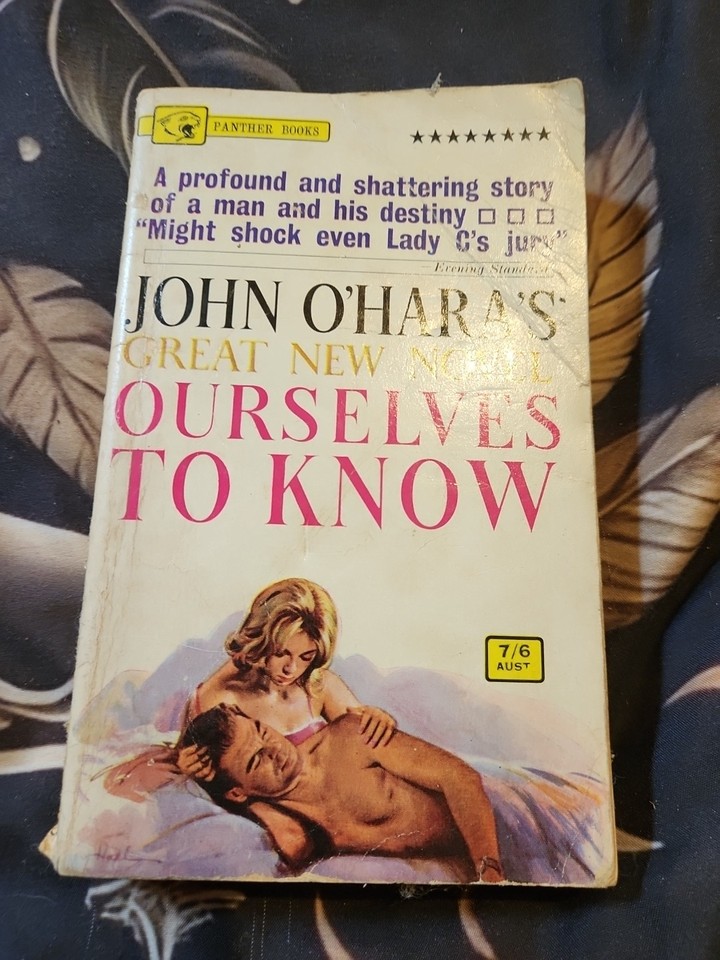 PANTHER BOOKS
★★★★★★★★
A profound and shattering story
of a man and his destiny □ □ □
“Might shock even Lady C's jury”
— Evening Standard
JOHN O'HARA'S
GREAT NEW NOVEL
OURSELVES
TO KNOW
7/6
AUST